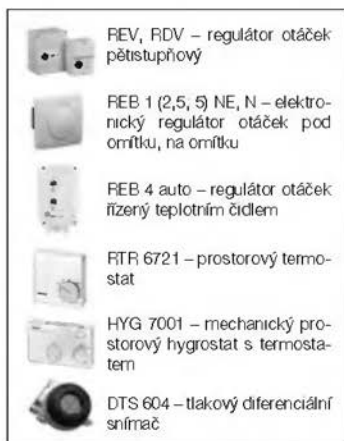 REV, RDV – regulátor otáček
pětistupňový
REB 1 (2,5, 5) NE, N – elektro-
nický regulátor otáček pod
omítku, na omítku
REB 4 auto – regulátor otáček
řízený teplotním čidlem
RTR 6721 – prostorový termo-
stat
HYG 7001 – mechanický pro-
storový hygrostat s termosta-
tem
DTS 604 – tlakový diferenciální
snímač